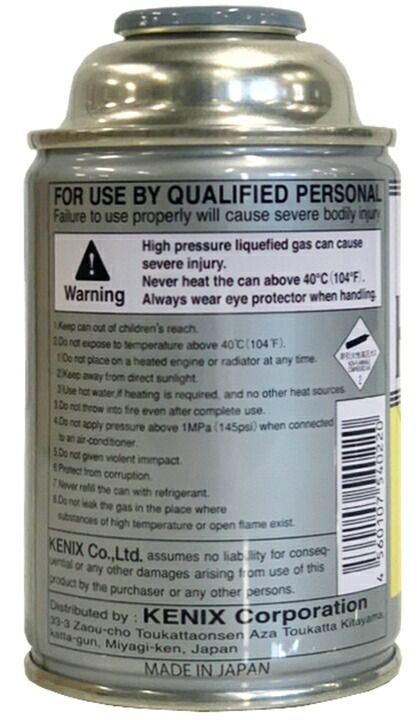 FOR USE BY QUALIFIED PERSONAL
Failure to use properly will cause severe bodily injury
High pressure liquefied gas can cause
severe injury.
Never heat the can above 40°C (104°F).
Always wear eye protector when handling.
Warning
1.Keep can out of children's reach.
2.Do not expose to temperature above 40℃ (104℉).
1)Do not place on a heated engine or radiator at any time.
2)Keep away from direct sunlight.
3)Use hot water,if heating is required, and no other heat sources.
3.Do not throw into fire even after complete use.
4.Do not apply pressure above 1MPa (145psi) when connected
to an air-conditioner.
5.Do not given violent immpact.
6.Protect from corruption.
7.Never refill the can with refrigerant.
8.Do not leak the gas in the place where
substances of high temperature or open flame exist.
2
4 560107 540220
KENIX Co.,Ltd. assumes no liability for conseq-
uential or any other damages arising from use of this
product by the purchaser or any other persons.
Distributed by : KENIX Corporation
33-3 Zaou-cho Toukattaonsen Aza Toukatta Kitayama,
katta-gun, Miyagi-ken, Japan
MADE IN JAPAN